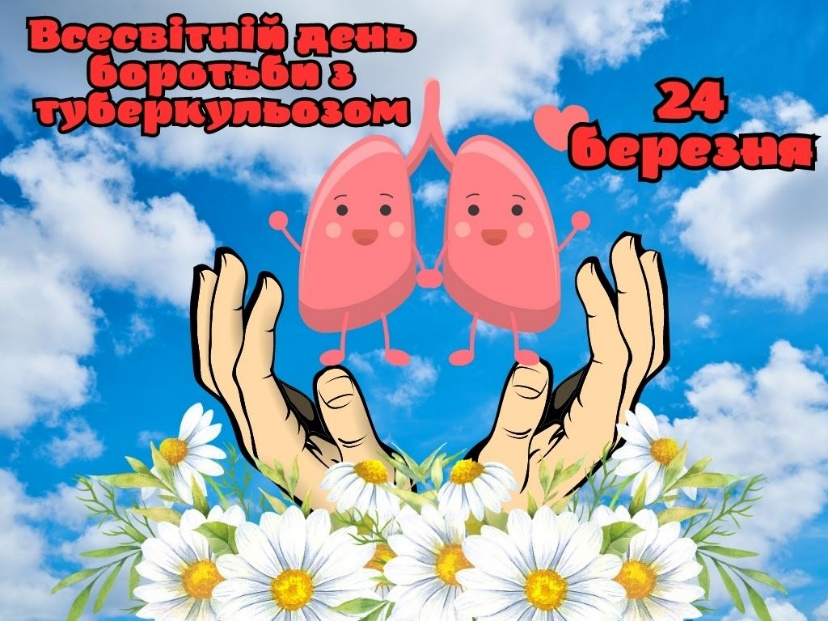 Всесвітній день
боротьби з
туберкульозом
24
березня